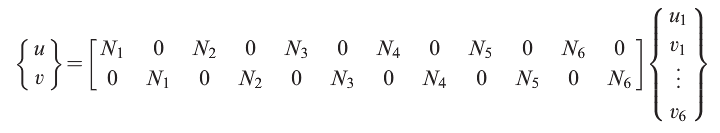 { u v } = [ N₁ 0 N₂ 0 N₃ 0 N₄ 0 N₅ 0 N₆ 0
0 N₁ 0 N₂ 0 N₃ 0 N₄ 0 N₅ 0 N₆ ] { u₁ v₁ ⋮ v₆ }